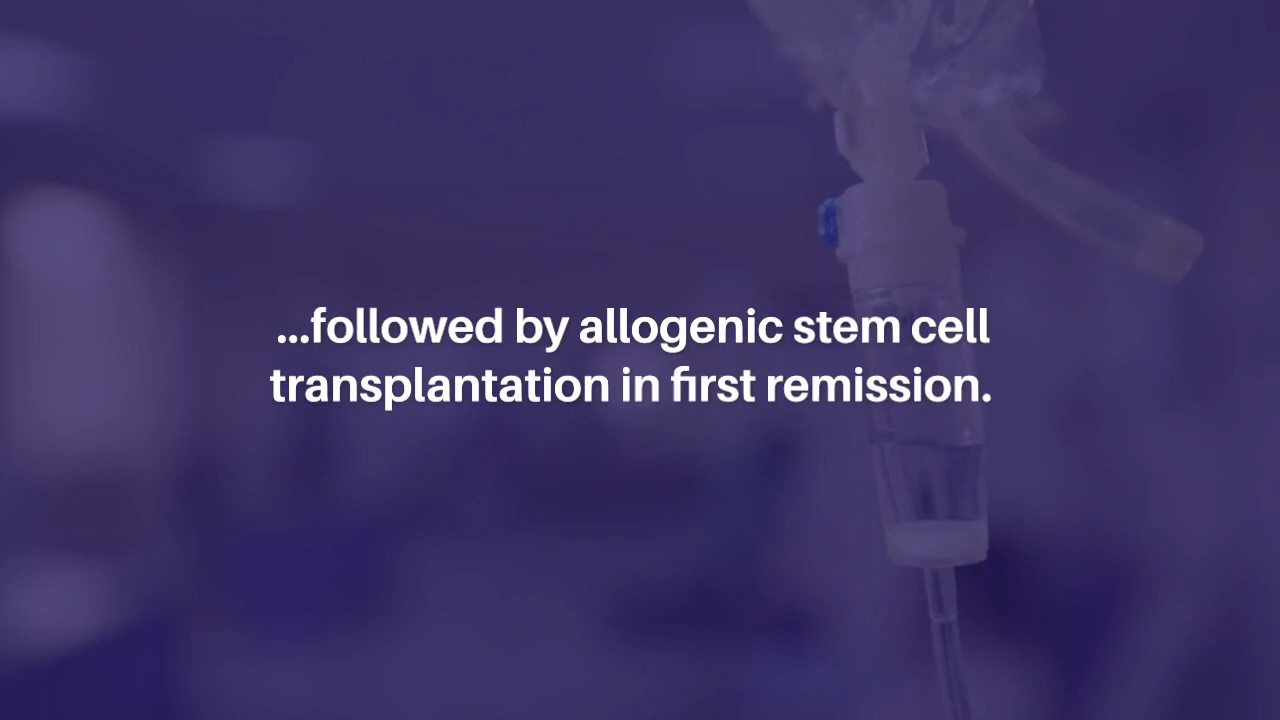 ...followed by allogenic stem cell
transplantation in first remission.